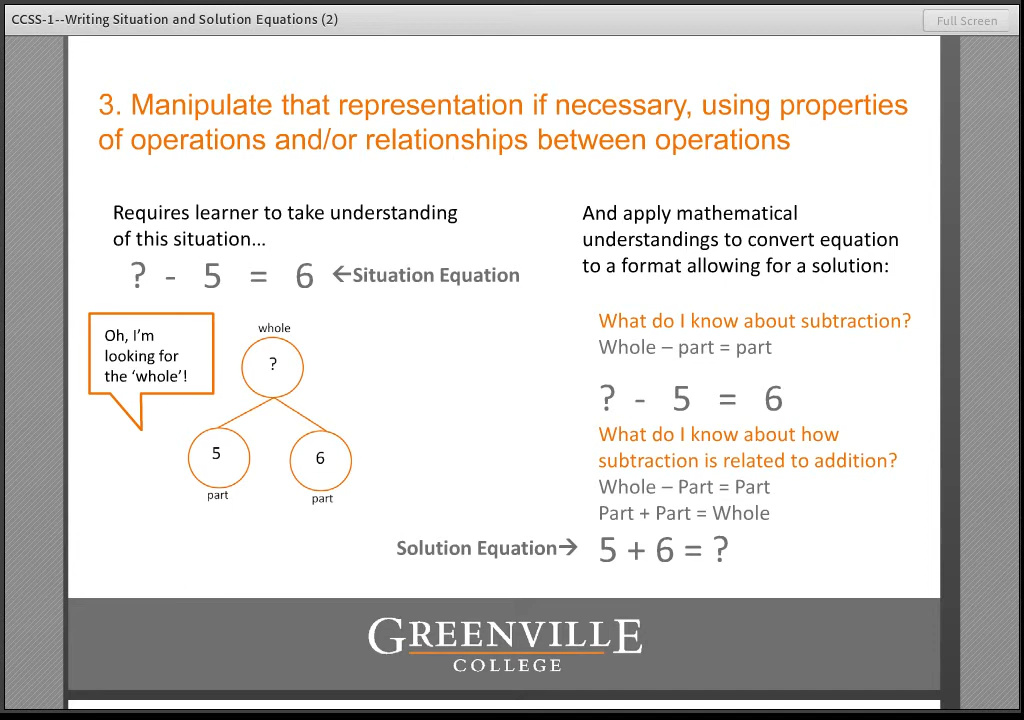 CCSS-1--Writing Situation and Solution Equations (2)
Full Screen
3. Manipulate that representation if necessary, using properties
of operations and/or relationships between operations
Requires learner to take understanding
of this situation...
? - 5 = 6 ←Situation Equation
Oh, I'm
looking for
the 'whole'!
whole
?
5
6
part
part
And apply mathematical
understandings to convert equation
to a format allowing for a solution:
What do I know about subtraction?
Whole – part = part
? - 5 = 6
What do I know about how
subtraction is related to addition?
Whole – Part = Part
Part + Part = Whole
Solution Equation→ 5 + 6 = ?
GREENVILLE
COLLEGE